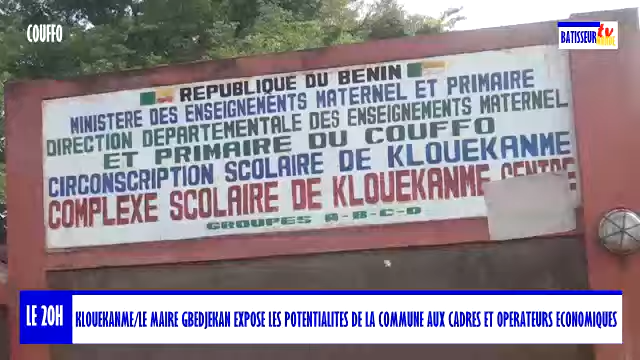 COUFFO
BATISSEUR tv
REPUBLIQUE DU BENIN
MINISTERE DES ENSEIGNEMENTS MATERNEL ET PRIMAIRE
DIRECTION DEPARTEMENTALE DES ENSEIGNEMENTS MATERNEL
ET PRIMAIRE DU COUFFO
CIRCONSCRIPTION SCOLAIRE DE KLOUEKANME
COMPLEXE SCOLAIRE DE KLOUEKANME CENTRE
GROUPES A-B-C-D
LE 20H
KLOUEKANME/LE MAIRE GBEDJEKAN EXPOSE LES POTENTIALITES DE LA COMMUNE AUX CADRES ET OPERATEURS ECONOMIQUES